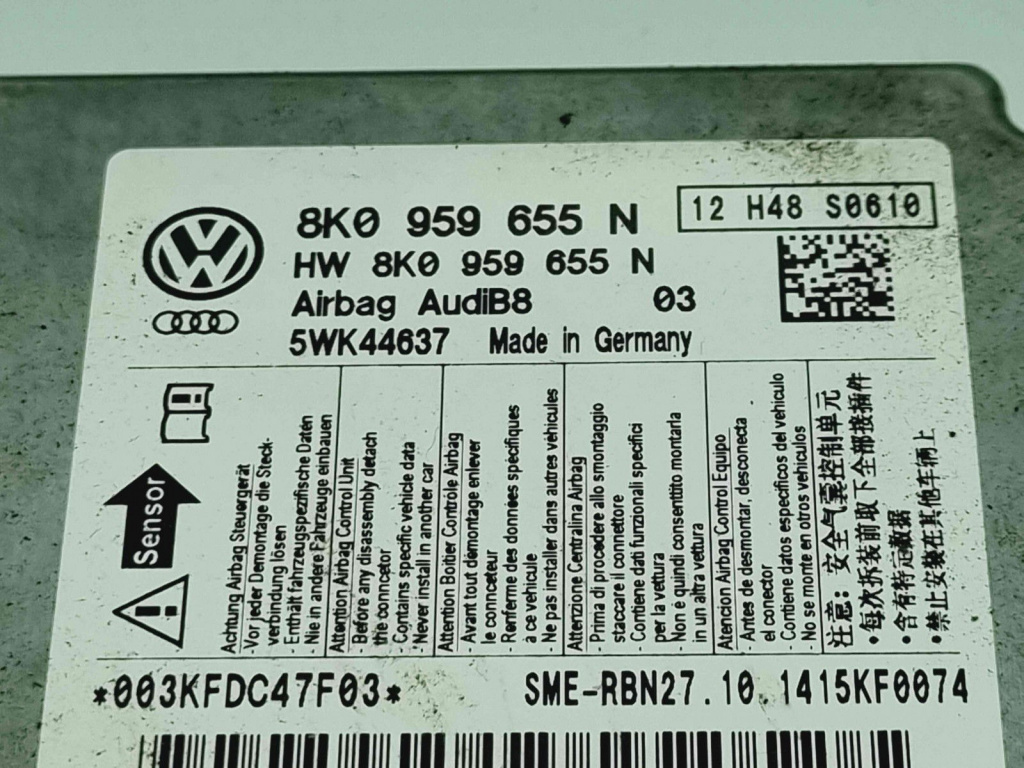 8K0 959 655 N
12 H48 S0610
HW 8K0 959 655 N
Airbag AudiB8 03
5WK44637 Made in Germany
Sensor
Achtung Airbag Steuergerät
- Vor jeder Demontage die Steck-
verbindung lösen
- Enthält fahrzeugspezifische Daten
- Nie in andere Fahrzeuge einbauen
Attention Airbag Control Unit
- Before any disassembly detach
the conncetor
- Contains specific vehicle data
- Never install in another car
Attention Boitier Contrôle Airbag
- Avant tout démontage enlever
le connceteur
- Renferme des données spécifiques
à ce véhicule
- Ne pas installer dans autres véhicules
Attenzione Centralina Airbag
- Prima di procedere allo smontaggio
staccare il connettore
- Contiene dati funzionali specifici
per la vettura
- Non è quindi consentito montarla
in un altra vettura
Atencion Airbag Control Equipo
- Antes de desmontar desconecta
el conector
- Contiene datos especificos del vehiculo
- No se monte en otros vehiculos
注意: 安全气囊控制单元
•每次拆装前取下全部接插件
•含有特定数据
•禁止安装在其他车辆上
*003KFDC47F03*
SME-RBN27.10.1415KF0074